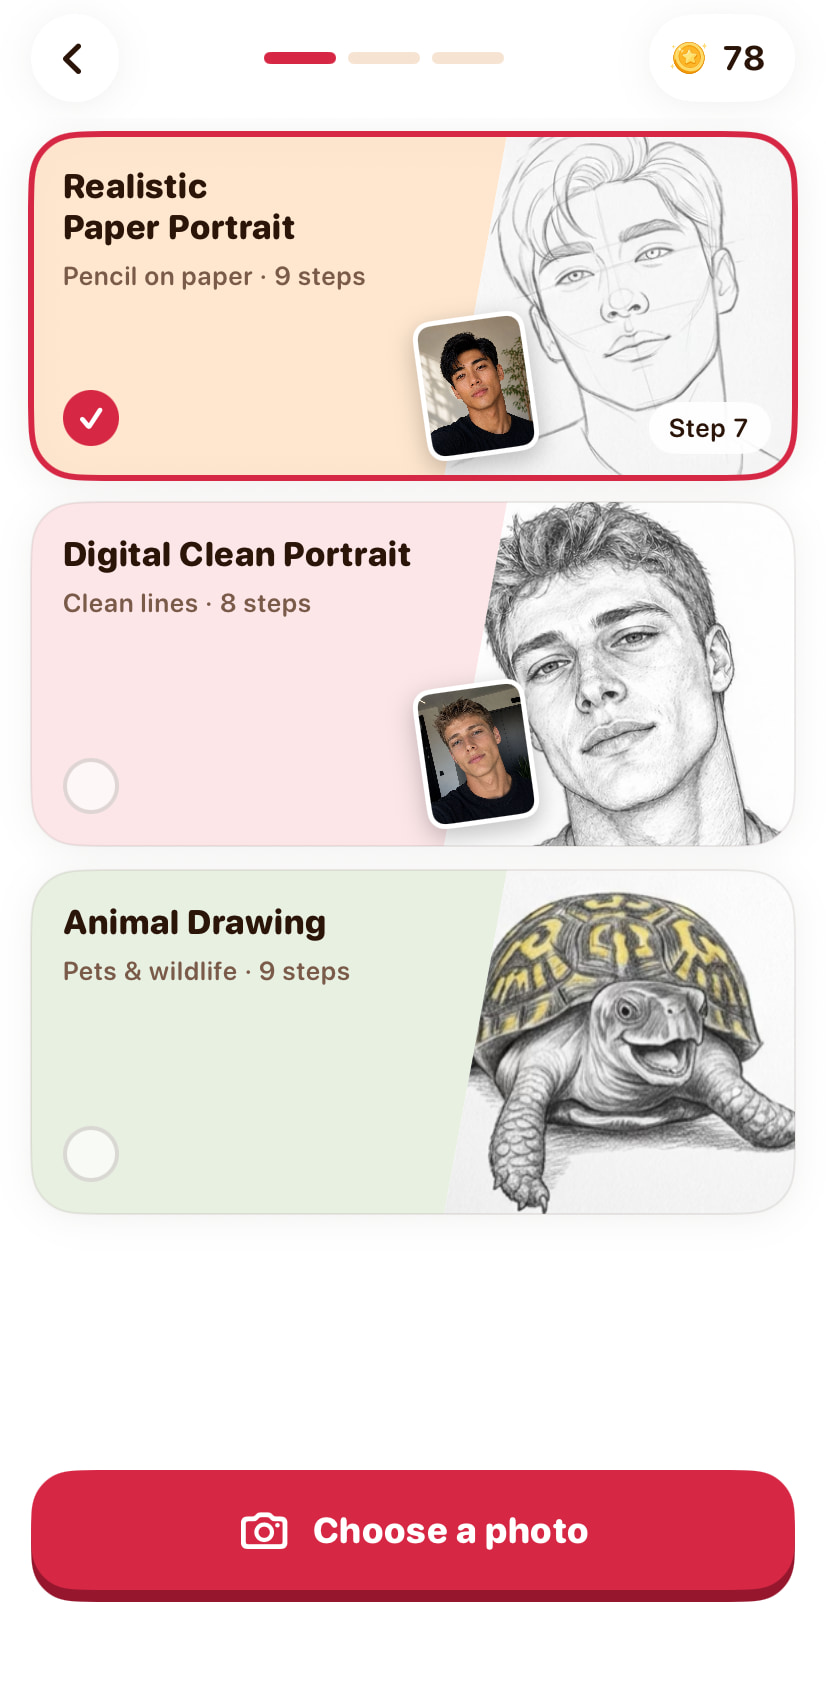 78
Realistic
Paper Portrait
Pencil on paper · 9 steps
Step 7
Digital Clean Portrait
Clean lines · 8 steps
Animal Drawing
Pets & wildlife · 9 steps
Choose a photo